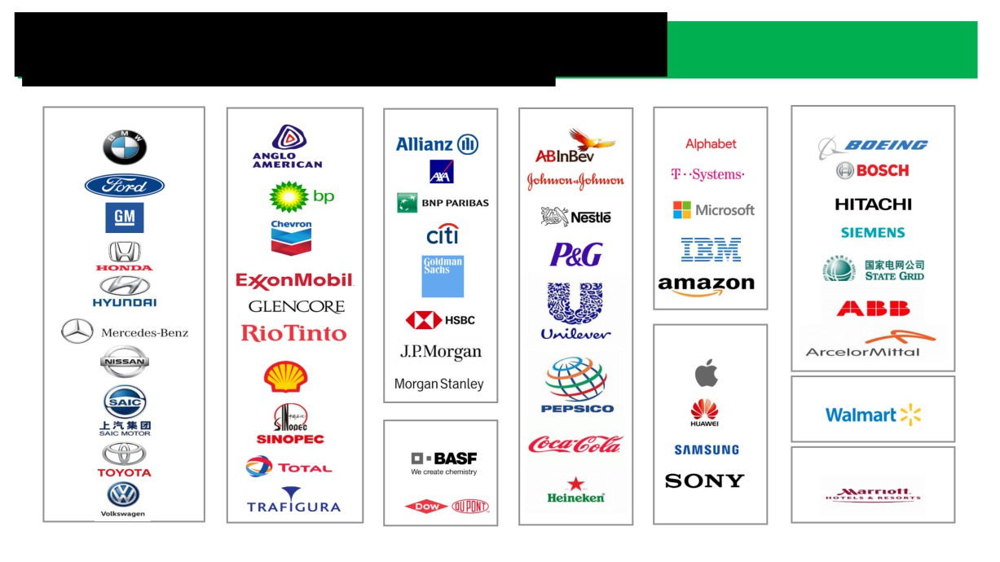 BMW
Ford
GM
HONDA
HYUNDAI
Mercedes-Benz
NISSAN
SAIC
上汽集团
SAIC MOTOR
TOYOTA
Volkswagen
ANGLO
AMERICAN
bp
Chevron
ExxonMobil
GLENCORE
RioTinto
SINOPEC
SINOPEC
TOTAL
TRAFIGURA
Allianz
AXA
BNP PARIBAS
citi
Goldman
Sachs
HSBC
J.P.Morgan
Morgan Stanley
BASF
We create chemistry
DOW
DUPONT
ABInBev
Johnson&Johnson
Nestlé
P&G
Unilever
PEPSICO
Coca-Cola
Heineken
Alphabet
T··Systems·
Microsoft
IBM
amazon
HUAWEI
SAMSUNG
SONY
BOEING
BOSCH
HITACHI
SIEMENS
国家电网公司
STATE GRID
ABB
ArcelorMittal
Walmart
Marriott
HOTELS & RESORTS